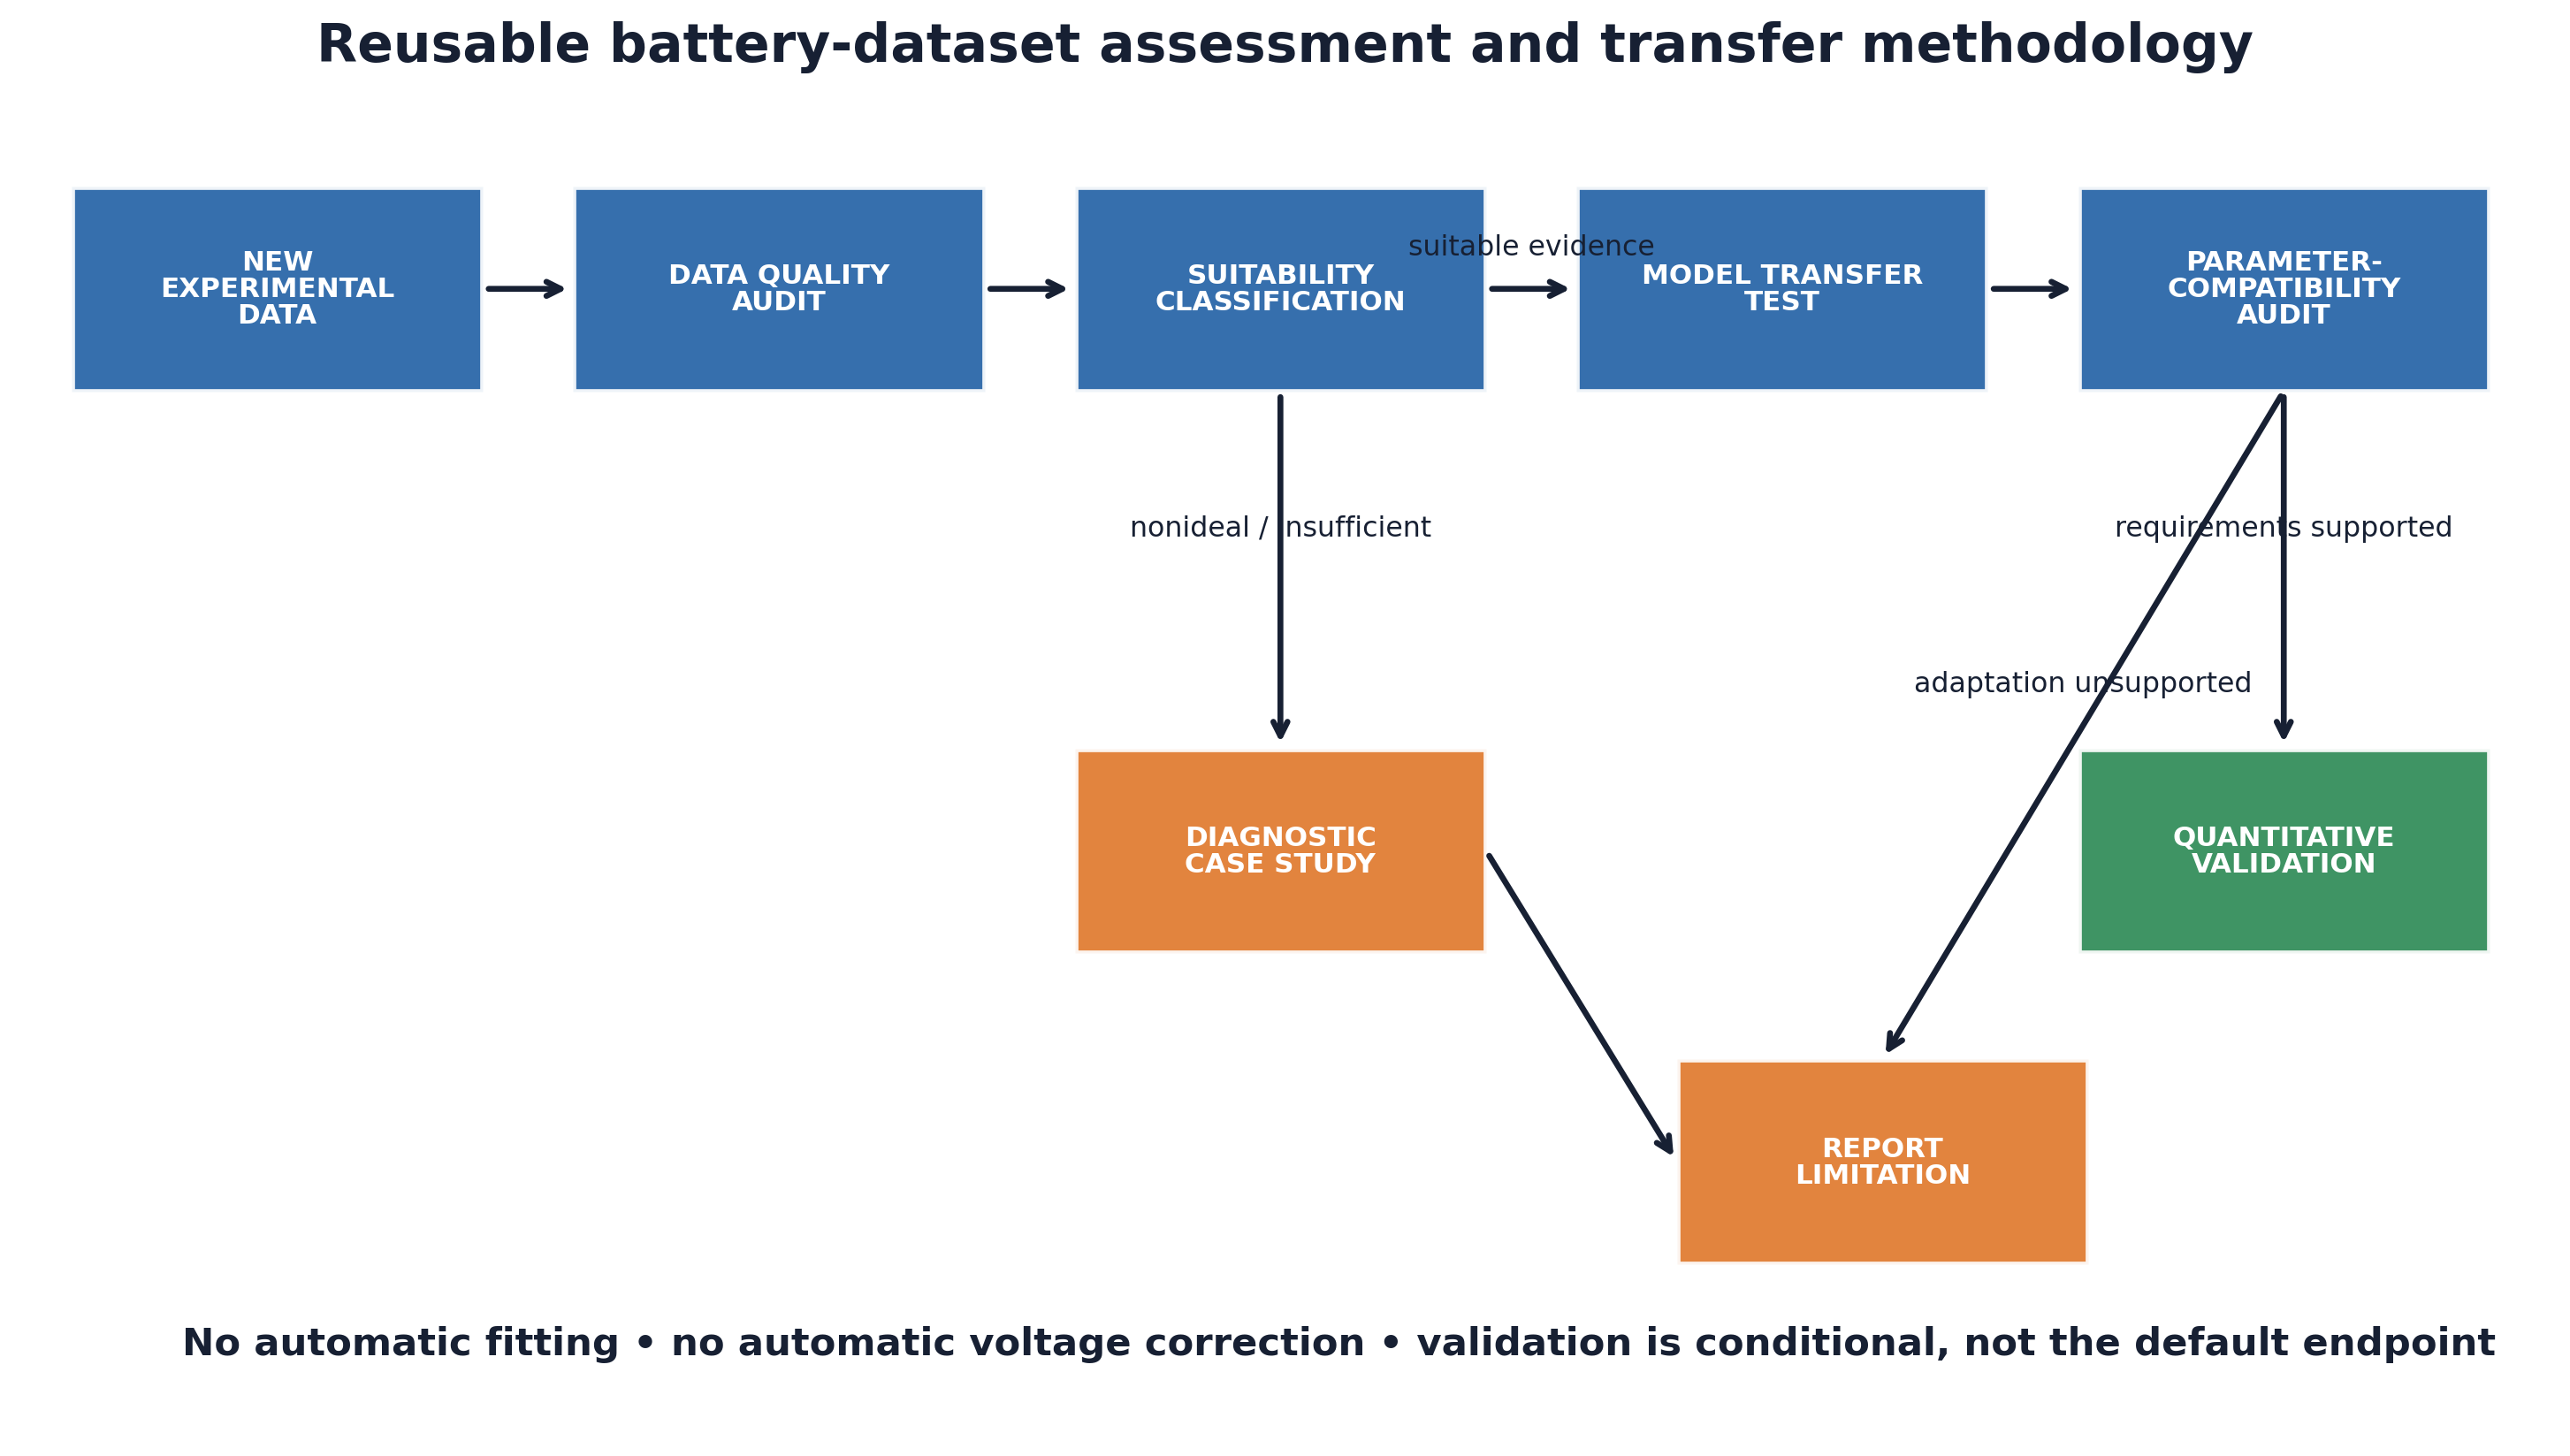 Reusable battery-dataset assessment and transfer methodology
NEW
EXPERIMENTAL
DATA
DATA QUALITY
AUDIT
SUITABILITY
CLASSIFICATION
suitable evidence
MODEL TRANSFER
TEST
PARAMETER-
COMPATIBILITY
AUDIT
nonideal / insufficient
requirements supported
adaptation unsupported
DIAGNOSTIC
CASE STUDY
QUANTITATIVE
VALIDATION
REPORT
LIMITATION
No automatic fitting • no automatic voltage correction • validation is conditional, not the default endpoint